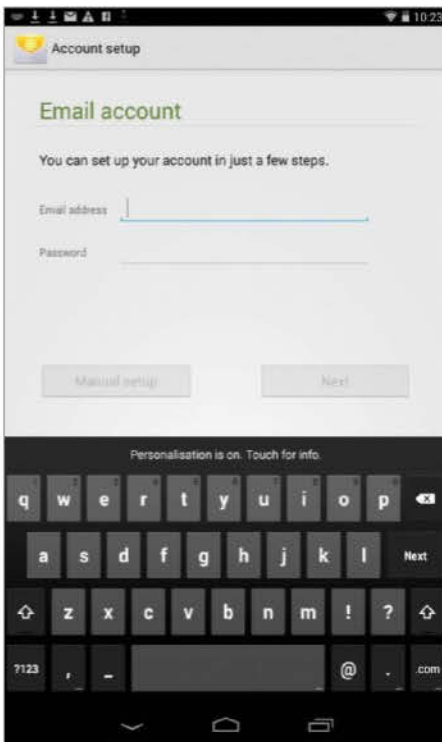 10:23
Account setup
Email account
You can set up your account in just a few steps.
Email address
Password
Manual setup Next
Personalisation is on. Touch for info.
q w e r t y u i o p
a s d f g h j k l Next
z x c v b n m ! ?
?123 , _ @ . .com